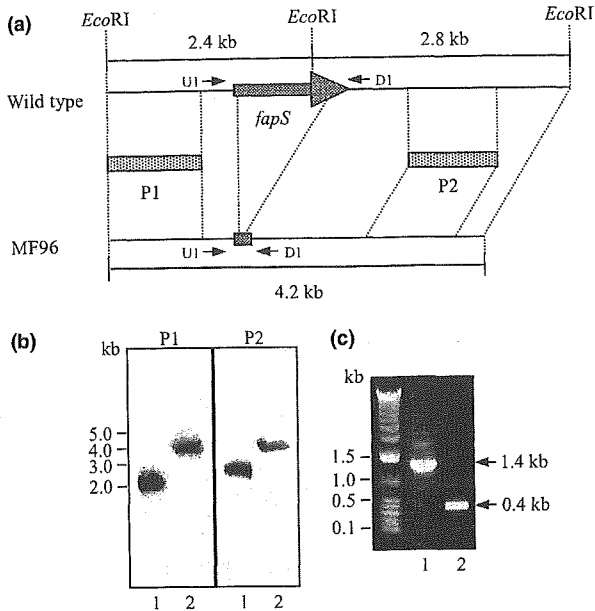 (a)
EcoRI EcoRI EcoRI
2.4 kb 2.8 kb
U1 D1
Wild type
fapS
P1 P2
MF96
U1 D1
4.2 kb
(b)
kb P1 P2
5.0
4.0
3.0
2.0
1 2 1 2
(c)
kb
1.5
1.0
0.5
0.1
1.4 kb
0.4 kb
1 2